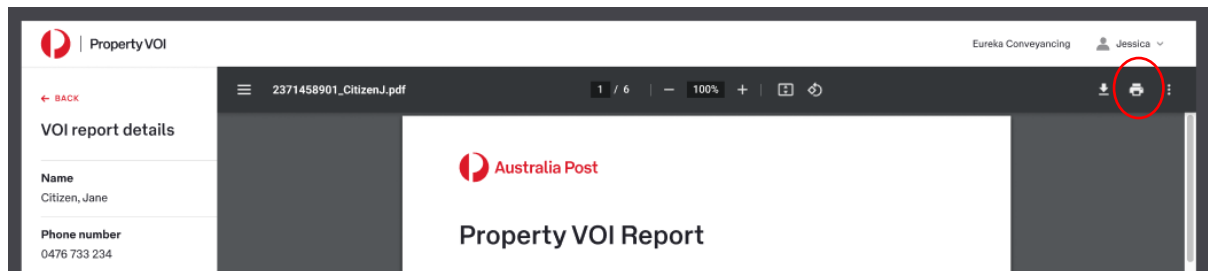 Property VOI
Eureka Conveyancing Jessica
← BACK
2371458901_CitizenJ.pdf 1 / 6 | — 100% + |
VOI report details
Australia Post
Name
Citizen, Jane
Property VOI Report
Phone number
0476 733 234